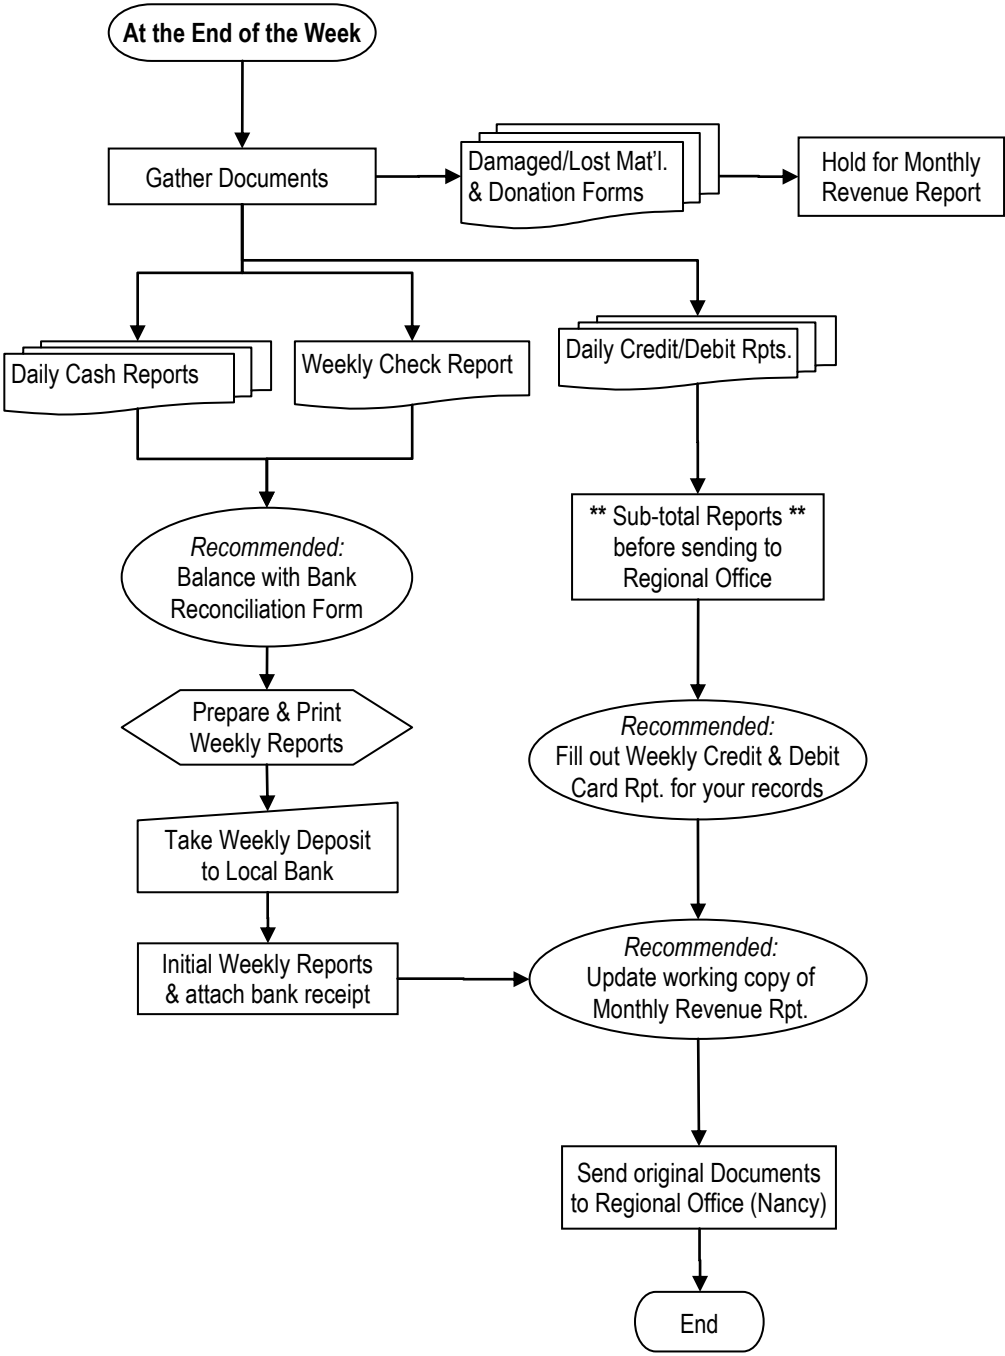 At the End of the Week
Gather Documents
Damaged/Lost Mat'l.
& Donation Forms
Hold for Monthly
Revenue Report
Daily Cash Reports
Weekly Check Report
Daily Credit/Debit Rpts.
** Sub-total Reports **
before sending to
Regional Office
Recommended:
Balance with Bank
Reconciliation Form
Prepare & Print
Weekly Reports
Recommended:
Fill out Weekly Credit & Debit
Card Rpt. for your records
Take Weekly Deposit
to Local Bank
Initial Weekly Reports
& attach bank receipt
Recommended:
Update working copy of
Monthly Revenue Rpt.
Send original Documents
to Regional Office (Nancy)
End